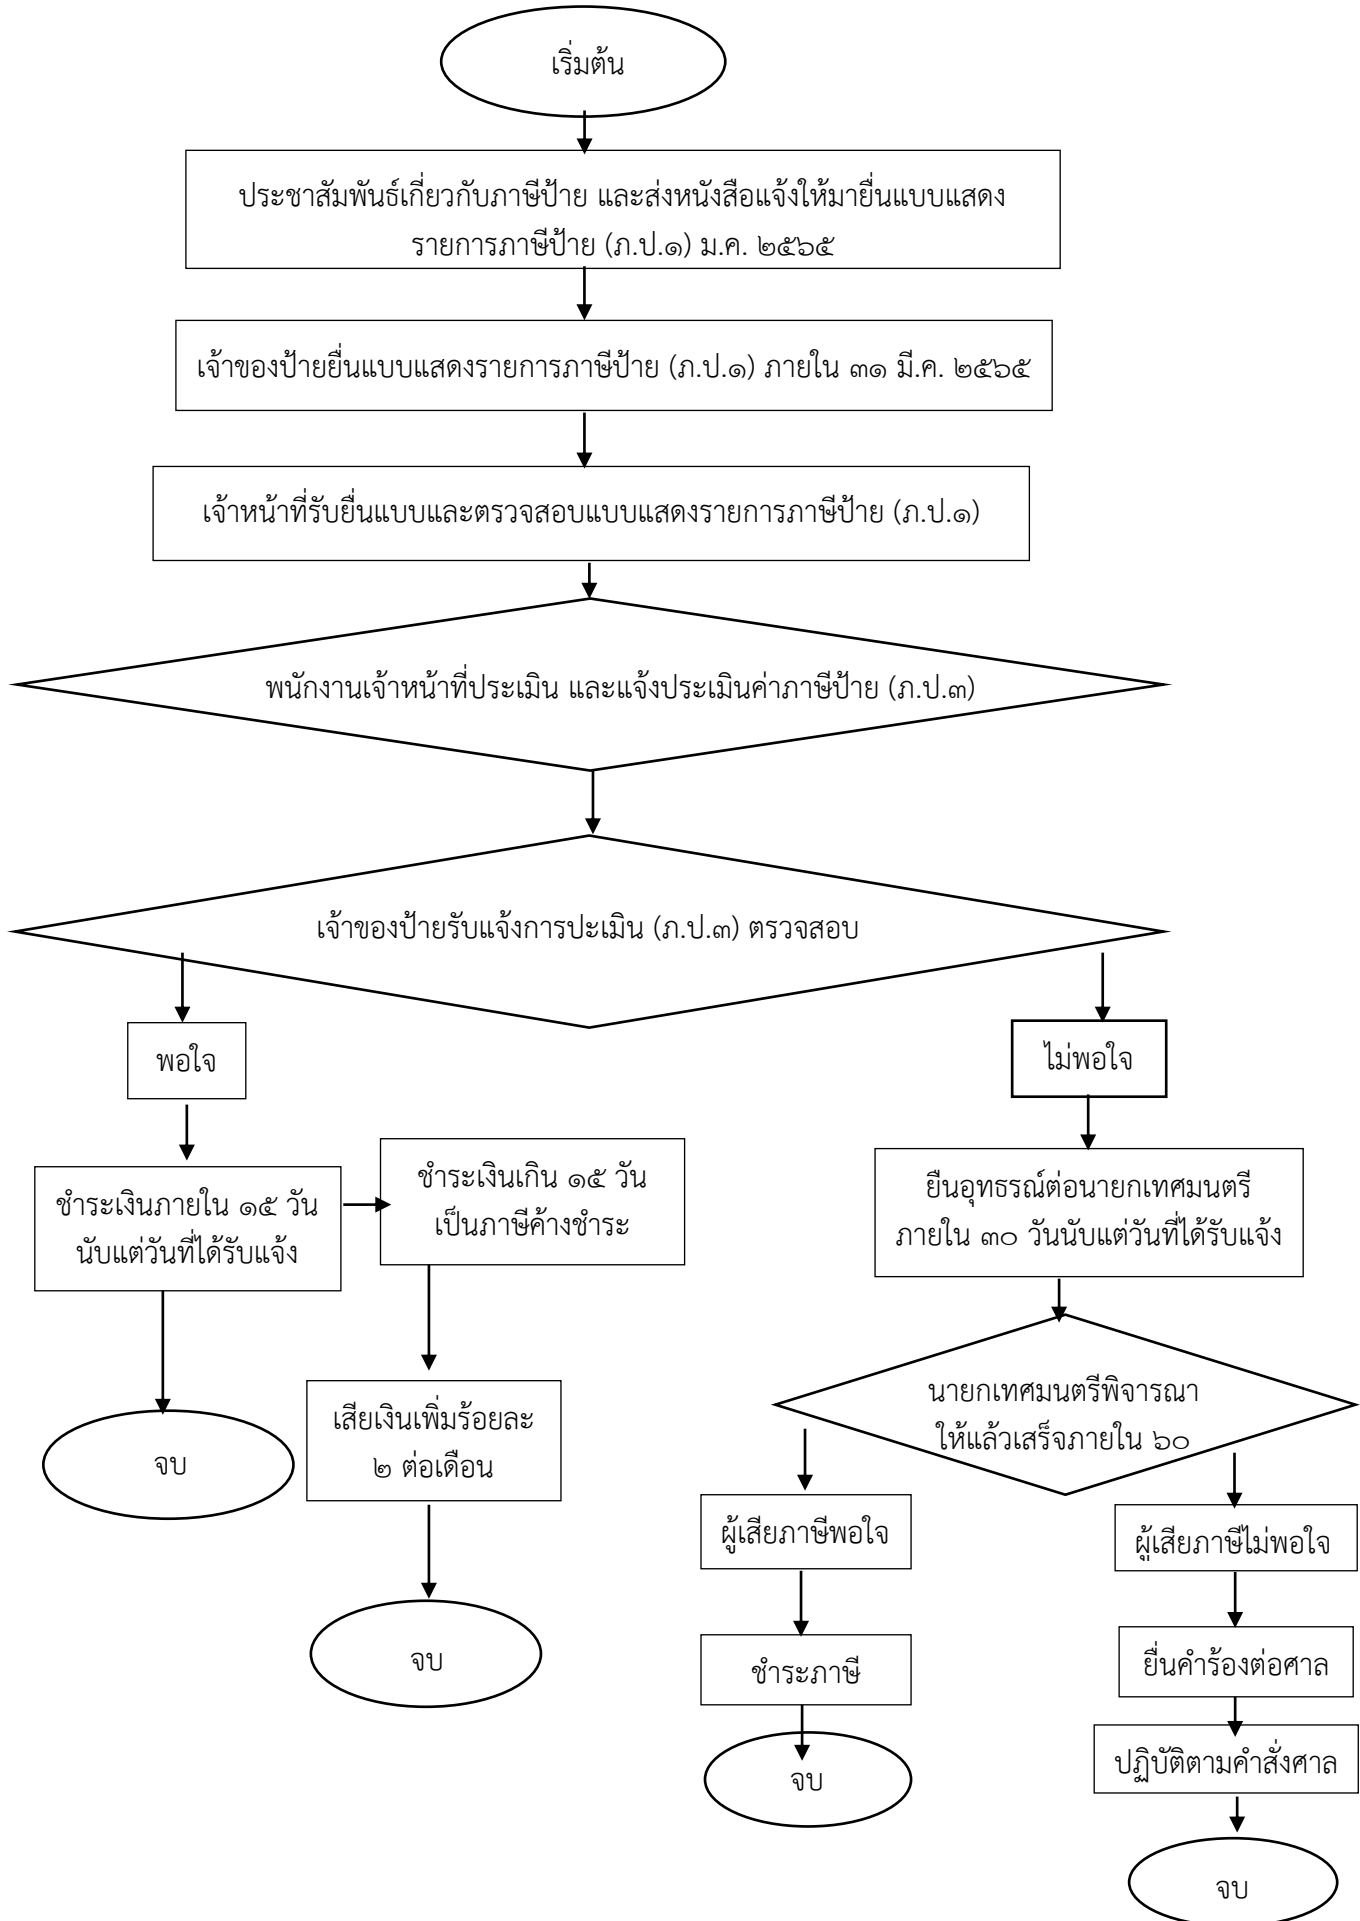 เริ่มต้น
ประชาสัมพันธ์เกี่ยวกับภาษีป้าย และส่งหนังสือแจ้งให้มายื่นแบบแสดง
รายการภาษีป้าย (ภ.ป.๑) ม.ค. ๒๕๖๕
เจ้าของป้ายยื่นแบบแสดงรายการภาษีป้าย (ภ.ป.๑) ภายใน ๓๑ มี.ค. ๒๕๖๕
เจ้าหน้าที่รับยื่นแบบและตรวจสอบแบบแสดงรายการภาษีป้าย (ภ.ป.๑)
พนักงานเจ้าหน้าที่ประเมิน และแจ้งประเมินค่าภาษีป้าย (ภ.ป.๓)
เจ้าของป้ายรับแจ้งการปะเมิน (ภ.ป.๓) ตรวจสอบ
พอใจ
ชำระเงินภายใน ๑๕ วัน
นับแต่วันที่ได้รับแจ้ง
จบ
ชำระเงินเกิน ๑๕ วัน
เป็นภาษีค้างชำระ
เสียเงินเพิ่มร้อยละ
๒ ต่อเดือน
จบ
ไม่พอใจ
ยืนอุทธรณ์ต่อนายกเทศมนตรี
ภายใน ๓๐ วันนับแต่วันที่ได้รับแจ้ง
นายกเทศมนตรีพิจารณา
ให้แล้วเสร็จภายใน ๖๐
ผู้เสียภาษีพอใจ
ชำระภาษี
จบ
ผู้เสียภาษีไม่พอใจ
ยื่นคำร้องต่อศาล
ปฏิบัติตามคำสั่งศาล
จบ